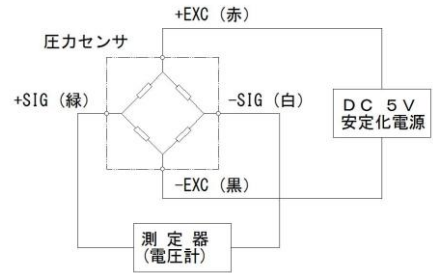 +EXC (赤)
圧力センサ
+SIG (緑)
-SIG (白)
DC 5V
安定化電源
-EXC (黒)
測定器
(電圧計)